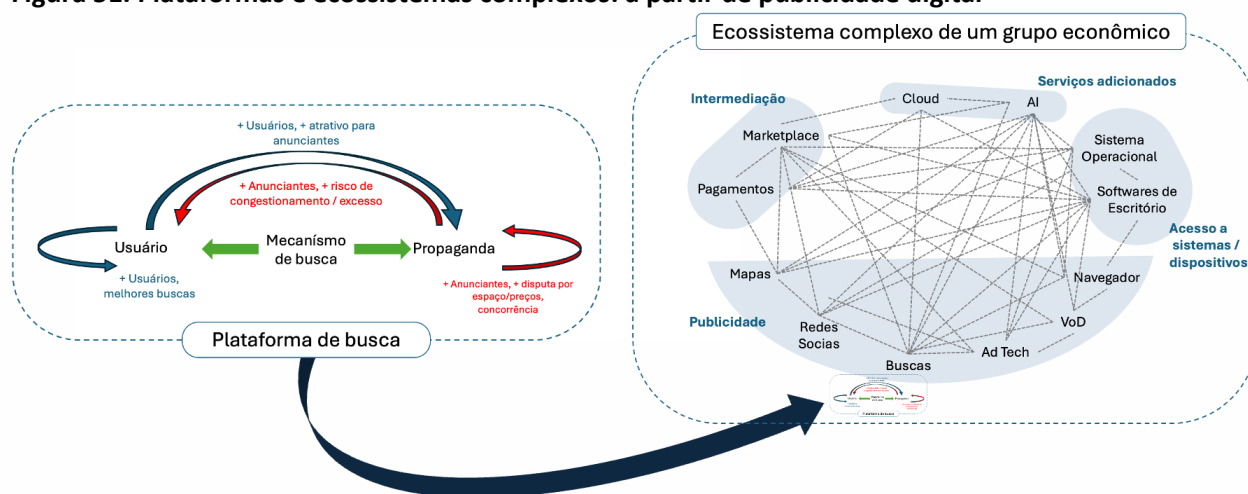 Figura 31: Plataformas e ecossistemas complexos: a partir de publicidade digital
+ Usuários, + atrativo para
anunciantes
+ Anunciantes, + risco de
congestionamento / excesso
Usuário
Mecanísmo
de busca
Propaganda
+ Usuários,
melhores buscas
+ Anunciantes, + disputa por
espaço/preços,
concorrência
Plataforma de busca
Ecossistema complexo de um grupo econômico
Serviços adicionados
Intermediação
Cloud
AI
Marketplace
Sistema
Operacional
Pagamentos
Softwares de
Escritório
Acesso a
sistemas /
dispositivos
Mapas
Navegador
Publicidade
Redes
Socias
VoD
Ad Tech
Buscas